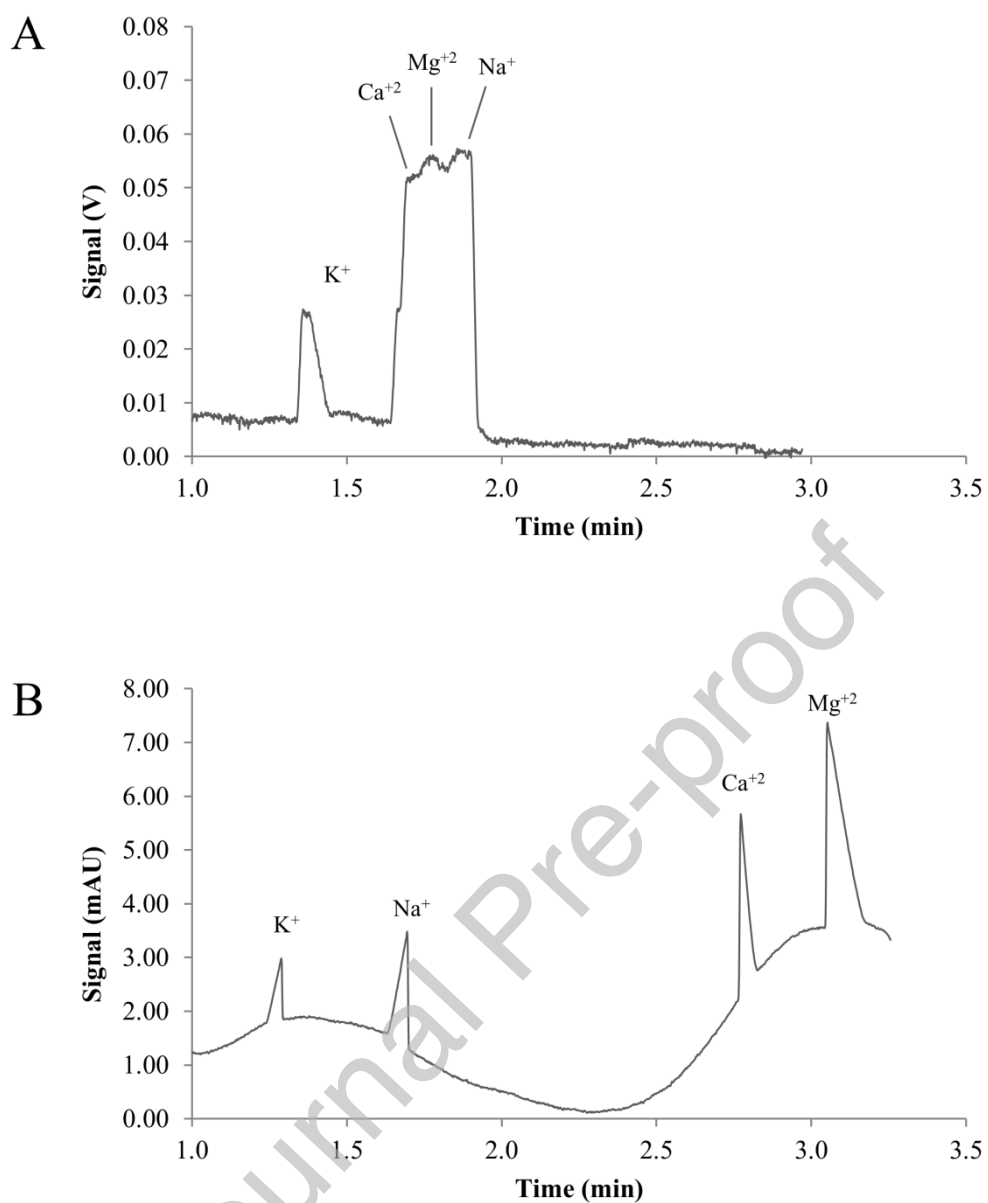 A
0.08
0.07
0.06
0.05
0.04
0.03
0.02
0.01
0.00
Signal (V)
K⁺
Ca⁺²
Mg⁺²
Na⁺
1.0 1.5 2.0 2.5 3.0 3.5
Time (min)
B
8.00
7.00
6.00
5.00
4.00
3.00
2.00
1.00
0.00
Signal (mAU)
K⁺
Na⁺
Ca⁺²
Mg⁺²
1.0 1.5 2.0 2.5 3.0 3.5
Time (min)
urnal Pre-proof